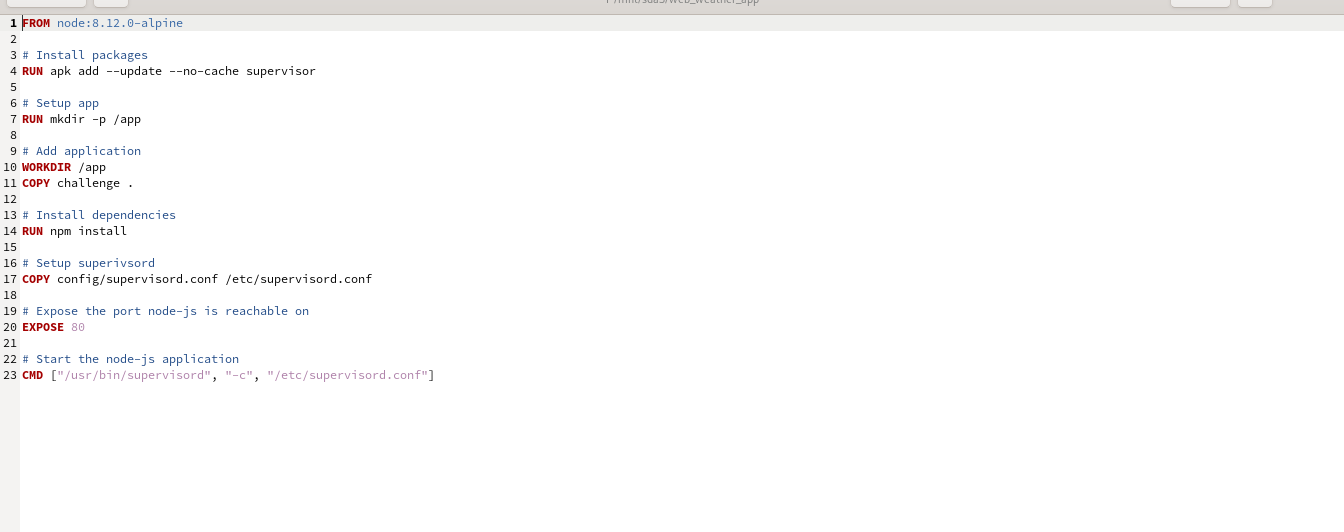 1 FROM node:8.12.0-alpine
2
3 # Install packages
4 RUN apk add --update --no-cache supervisor
5
6 # Setup app
7 RUN mkdir -p /app
8
9 # Add application
10 WORKDIR /app
11 COPY challenge .
12
13 # Install dependencies
14 RUN npm install
15
16 # Setup superivsord
17 COPY config/supervisord.conf /etc/supervisord.conf
18
19 # Expose the port node-js is reachable on
20 EXPOSE 80
21
22 # Start the node-js application
23 CMD ["/usr/bin/supervisord", "-c", "/etc/supervisord.conf"]